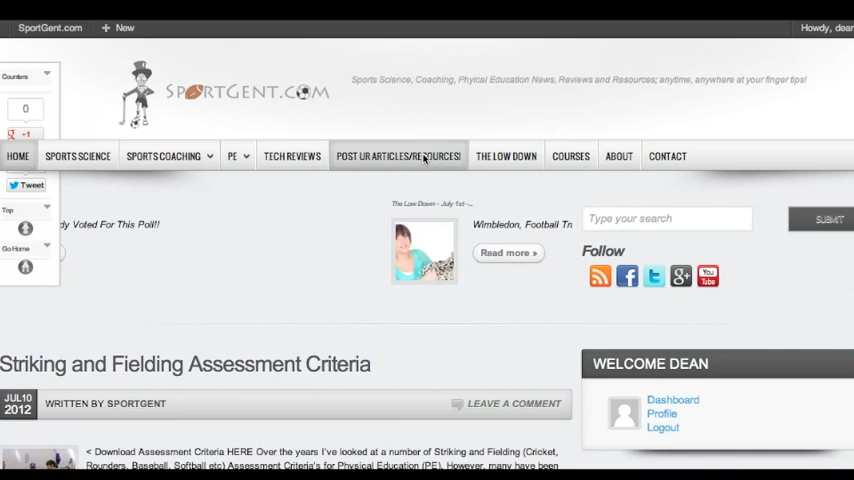 SportGent.com + New Howdy, dean
Counters
0
g -1
Tweet
Top
Go Home
SPORTGENT.COM
Sports Science, Coaching, Phyical Education News, Reviews and Resources; anytime, anywhere at your finger tips!
HOME SPORTS SCIENCE SPORTS COACHING PE TECH REVIEWS POST UR ARTICLES/RESOURCES! THE LOW DOWN COURSES ABOUT CONTACT
dy Voted For This Poll!!
The Low Down – July 1st-...
Wimbledon, Football Tr
Read more »
Type your search SUBMIT
Follow
You Tube
Striking and Fielding Assessment Criteria
JUL10
2012
WRITTEN BY SPORTGENT
LEAVE A COMMENT
< Download Assessment Criteria HERE Over the years I've looked at a number of Striking and Fielding (Cricket,
Rounders, Baseball, Softball etc) Assessment Criteria's for Physical Education (PE). However, many have been
WELCOME DEAN
Dashboard
Profile
Logout